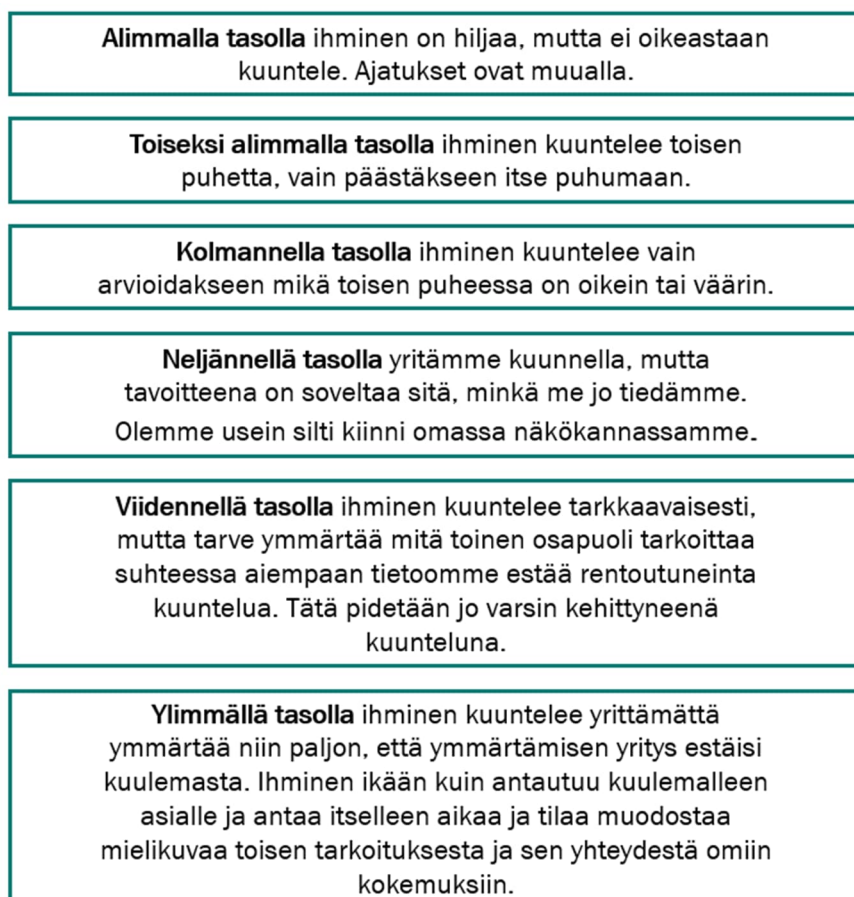 Alimmalla tasolla ihminen on hiljaa, mutta ei oikeastaan
kuuntele. Ajatukset ovat muualla.
Toiseksi alimmalla tasolla ihminen kuuntelee toisen
puhetta, vain päästäkseen itse puhumaan.
Kolmannella tasolla ihminen kuuntelee vain
arvioidakseen mikä toisen puheessa on oikein tai väärin.
Neljännellä tasolla yritämme kuunnella, mutta
tavoitteena on soveltaa sitä, minkä me jo tiedämme.
Olemme usein silti kiinni omassa näkökannassamme.
Viidennellä tasolla ihminen kuuntelee tarkkaavaisesti,
mutta tarve ymmärtää mitä toinen osapuoli tarkoittaa
suhteessa aiempaan tietoomme estää rentoutuneinta
kuuntelua. Tätä pidetään jo varsin kehittyneenä
kuunteluna.
Ylimmällä tasolla ihminen kuuntelee yrittämättä
ymmärtää niin paljon, että ymmärtämisen yritys estäisi
kuulemasta. Ihminen ikään kuin antautuu kuulemalleen
asialle ja antaa itselleen aikaa ja tilaa muodostaa
mielikuvaa toisen tarkoituksesta ja sen yhteydestä omiin
kokemuksiin.